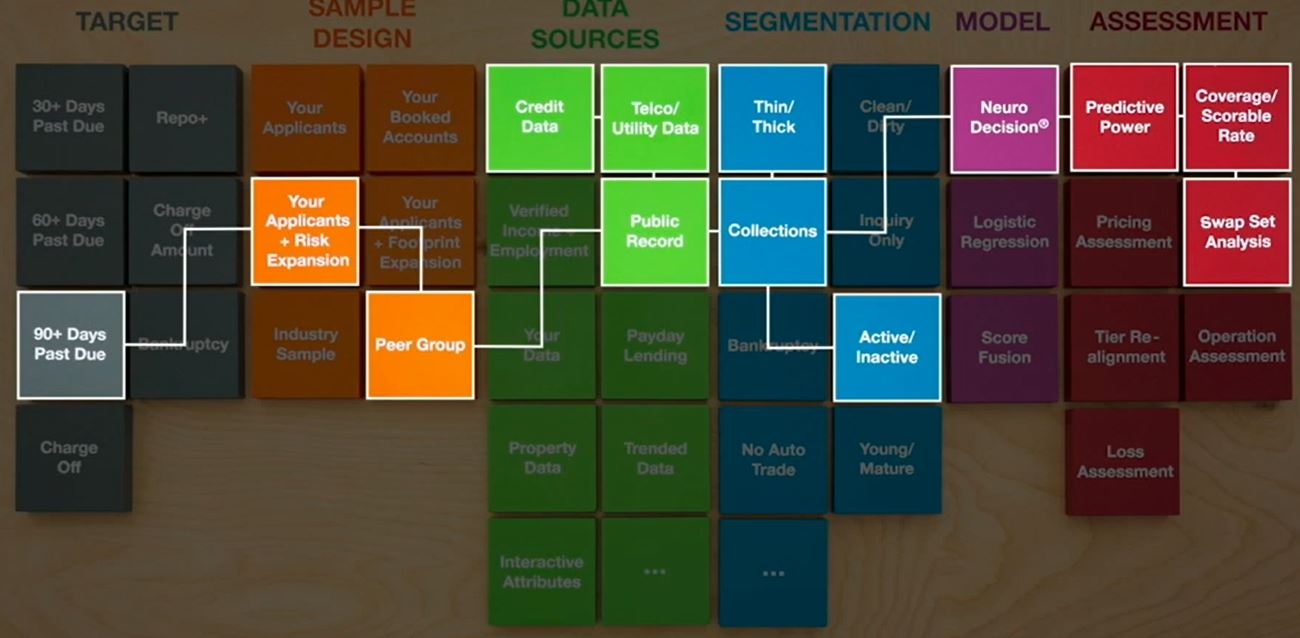 TARGET
30+ Days
Past Due
Repo+
60+ Days
Past Due
Charge
Off
Amount
90+ Days
Past Due
Bankruptcy
Charge
Off
SAMPLE
DESIGN
Your
Applicants
Your
Booked
Accounts
Your
Applicants
+ Risk
Expansion
Your
Applicants
+ Footprint
Expansion
Industry
Sample
Peer Group
DATA
SOURCES
Credit
Data
Telco/
Utility Data
Verified
Income +
Employment
Public
Record
Your
Data
Payday
Lending
Property
Data
Trended
Data
Interactive
Attributes
...
SEGMENTATION
Thin/
Thick
Clean/
Dirty
Collections
Inquiry
Only
Bankruptcy
Active/
Inactive
No Auto
Trade
Young/
Mature
...
MODEL
Neuro
Decision®
Logistic
Regression
Score
Fusion
ASSESSMENT
Predictive
Power
Coverage/
Scorable
Rate
Pricing
Assessment
Swap Set
Analysis
Tier Re-
alignment
Operation
Assessment
Loss
Assessment